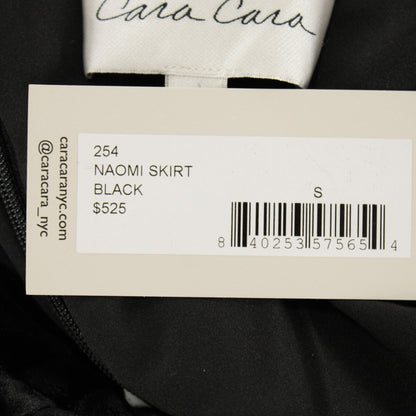 Cara Cara
caracaranyc.com
@caracara_nyc
254
NAOMI SKIRT
BLACK
$525
S
8 40253 57565 4